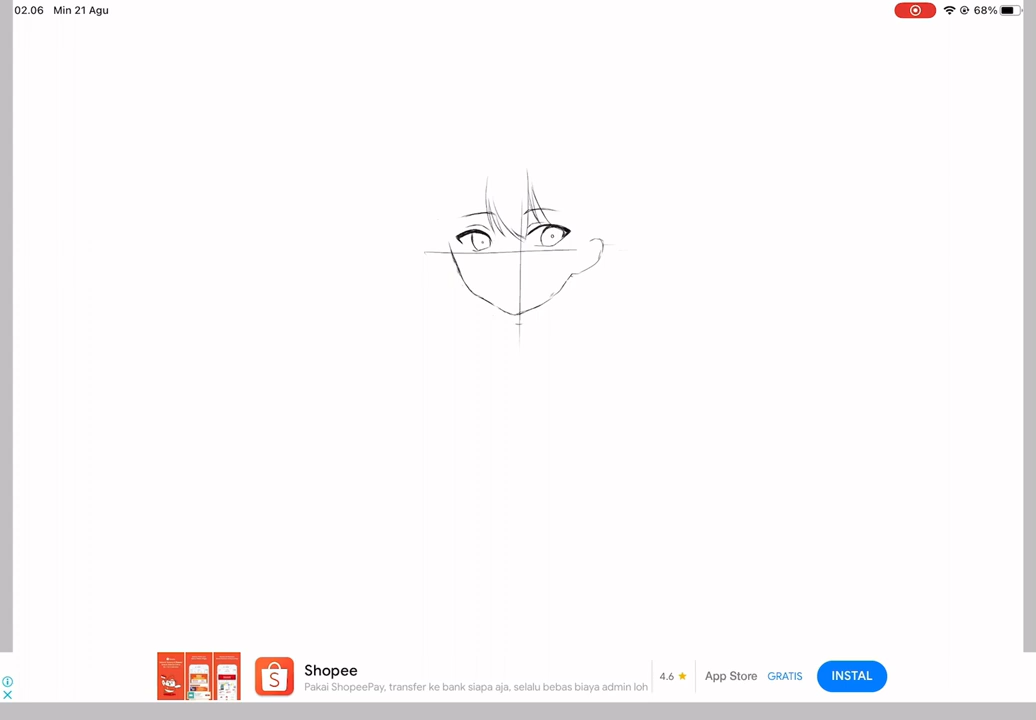 02.06 Min 21 Agu
68%
Shopee
Pakai ShopeePay, transfer ke bank siapa aja, selalu bebas biaya admin loh
4.6 ★ App Store GRATIS INSTAL